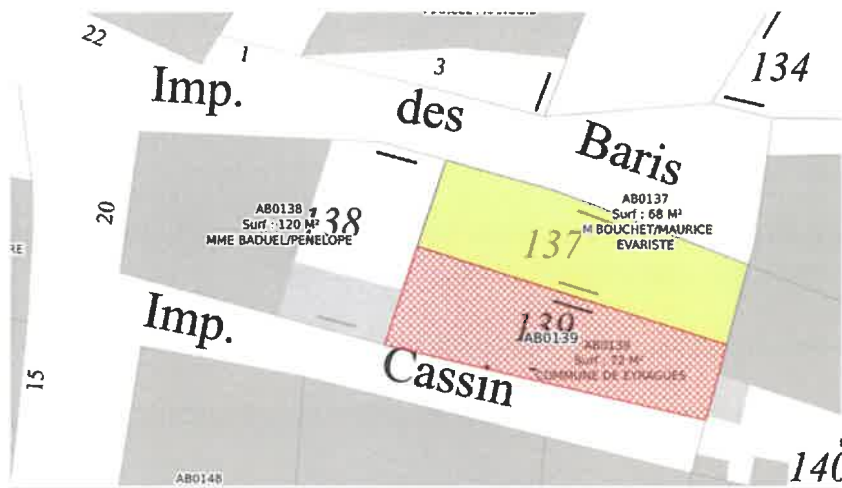 22
1
3
134
Imp.
des
Baris
20
AB0138
Surf : 120 M²
MME BADUEL/PENELOPE
138
AB0137
Surf : 68 M²
M BOUCHET/MAURICE
EVARISTE
137
RE
Imp.
Cassin
139
AB0139
AB0139
Surf : 72 M²
COMMUNE DE EYRAGUES
15
140
AB0148